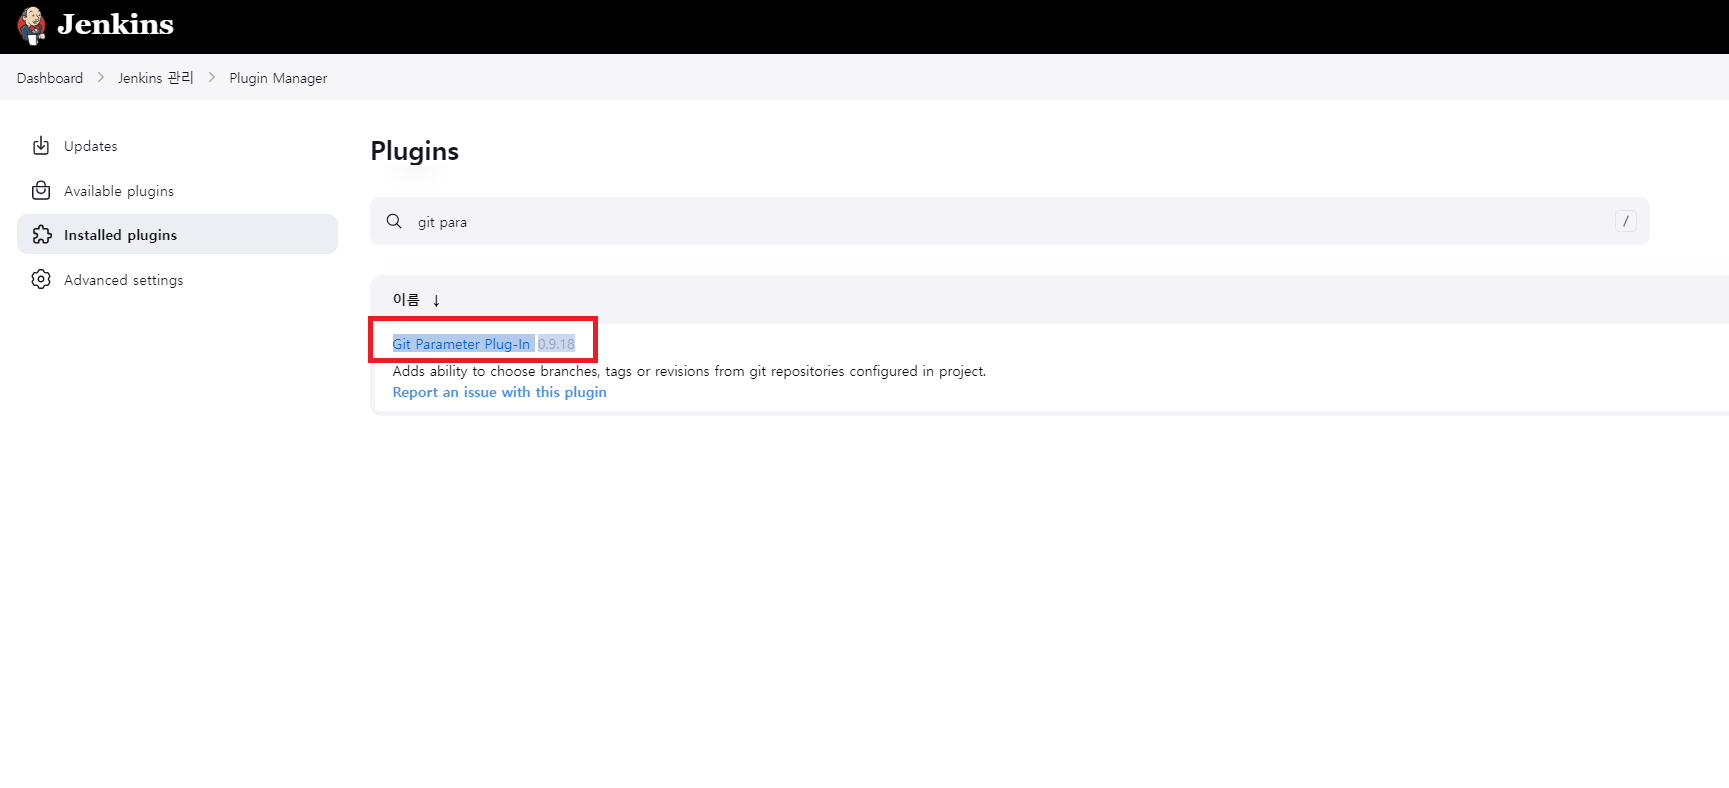 Jenkins
Dashboard > Jenkins 관리 > Plugin Manager
Updates
Available plugins
Installed plugins
Advanced settings
Plugins
git para /
이름 ↓
Git Parameter Plug-In 0.9.18
Adds ability to choose branches, tags or revisions from git repositories configured in project.
Report an issue with this plugin